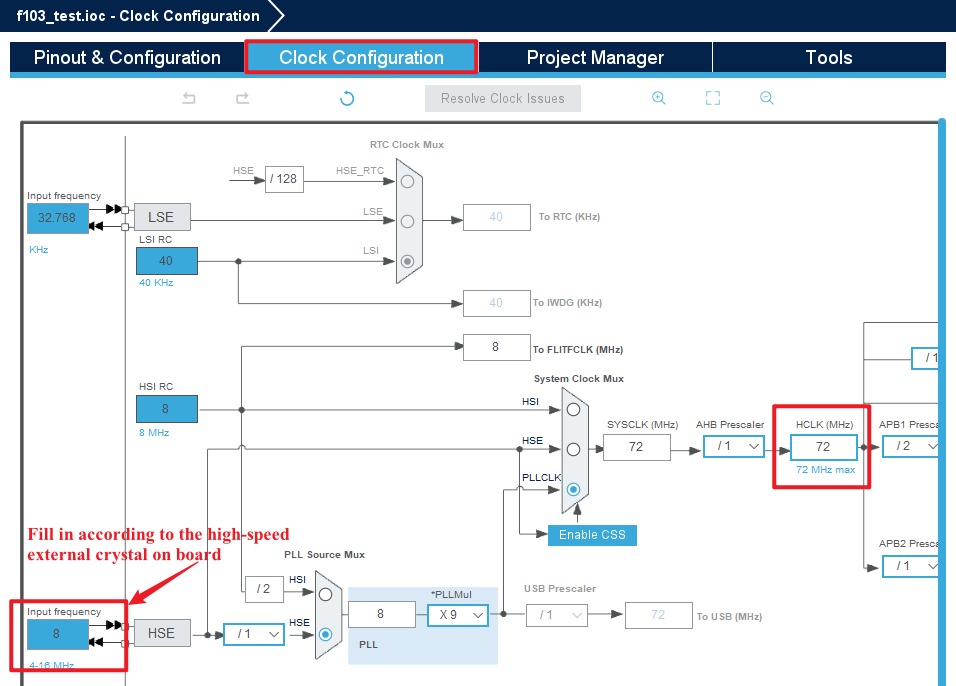 f103_test.ioc - Clock Configuration
Pinout & Configuration
Clock Configuration
Project Manager
Tools
Resolve Clock Issues
RTC Clock Mux
HSE
/ 128
HSE_RTC
Input frequency
32.768
KHz
LSE
LSE
40
To RTC (KHz)
LSI RC
40
40 KHz
LSI
40
To IWDG (KHz)
8
To FLITFCLK (MHz)
System Clock Mux
HSI RC
8
8 MHz
HSI
HSE
PLLCLK
SYSCLK (MHz)
72
AHB Prescaler
/ 1
HCLK (MHz)
72
72 MHz max
APB1 Presca
/ 2
/ 1
Enable CSS
APB2 Presca
/ 1
Fill in according to the high-speed
external crystal on board
PLL Source Mux
HSI
/ 2
HSE
/ 1
Input frequency
8
4-16 MHz
HSE
8
*PLLMul
X 9
PLL
USB Prescaler
/ 1
72
To USB (MHz)